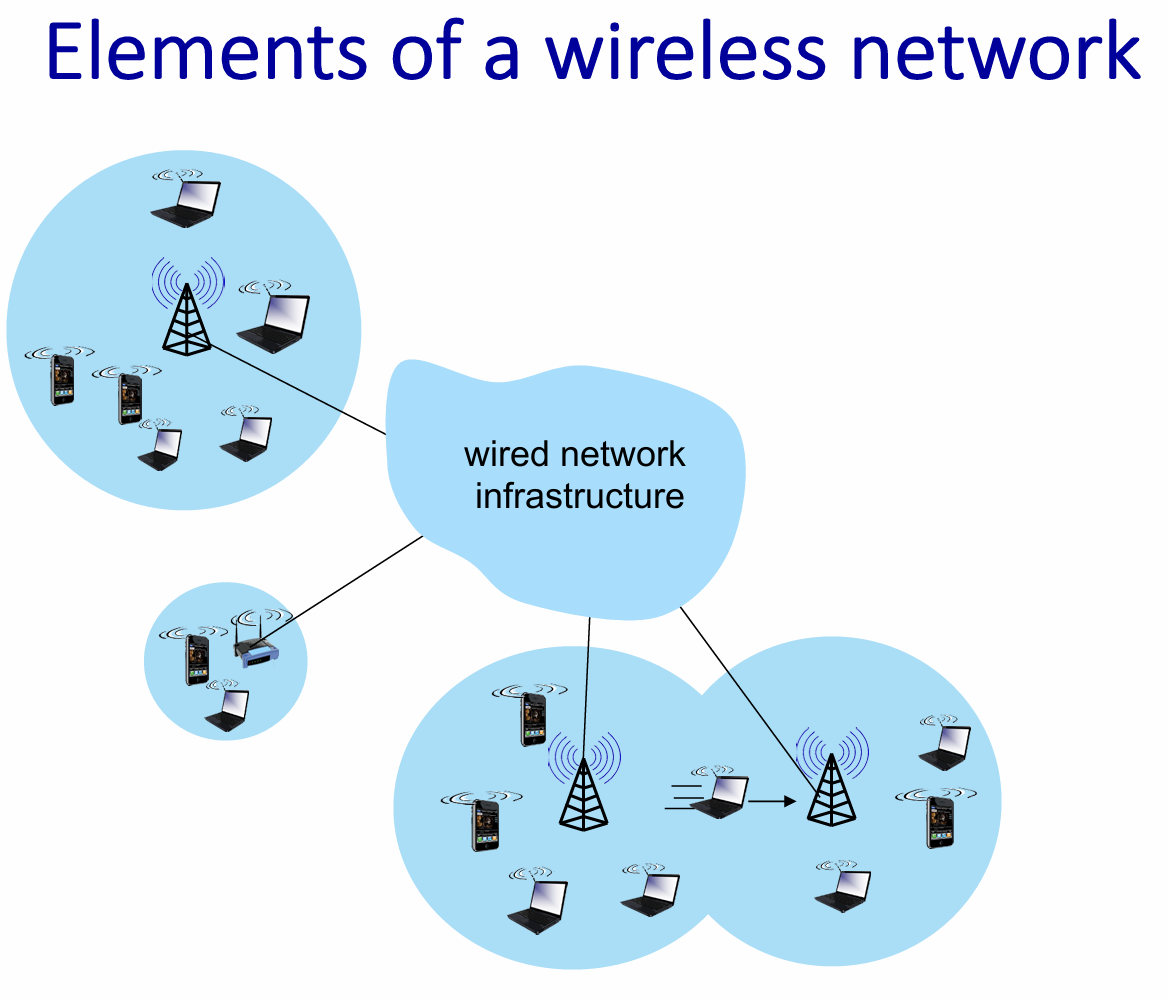 Elements of a wireless network
wired network
infrastructure